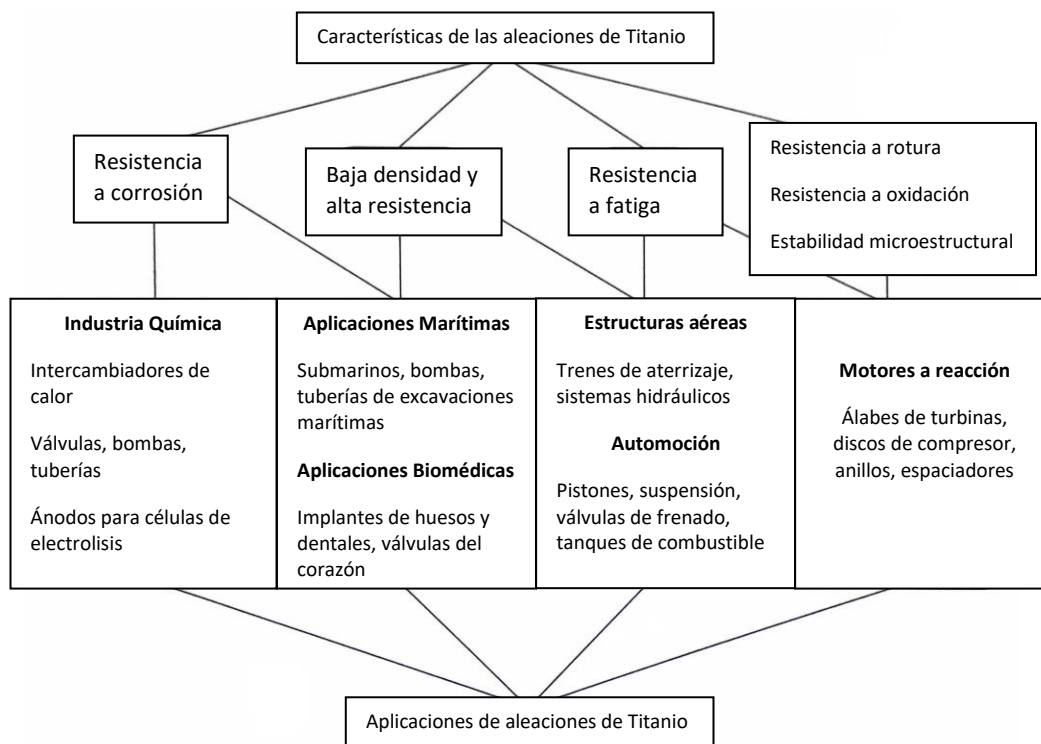 Características de las aleaciones de Titanio
Resistencia
a corrosión
Baja densidad y
alta resistencia
Resistencia
a fatiga
Resistencia a rotura
Resistencia a oxidación
Estabilidad microestructural
Industria Química
Intercambiadores de
calor
Válvulas, bombas,
tuberías
Ánodos para células de
electrolisis
Aplicaciones Marítimas
Submarinos, bombas,
tuberías de excavaciones
marítimas
Aplicaciones Biomédicas
Implantes de huesos y
dentales, válvulas del
corazón
Estructuras aéreas
Trenes de aterrizaje,
sistemas hidráulicos
Automoción
Pistones, suspensión,
válvulas de frenado,
tanques de combustible
Motores a reacción
Álabes de turbinas,
discos de compresor,
anillos, espaciadores
Aplicaciones de aleaciones de Titanio